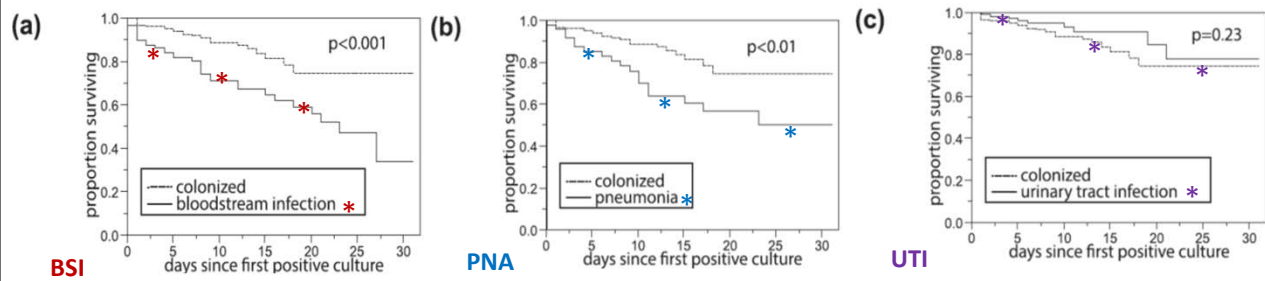 (a)
proportion surviving
1.0
0.8
0.6
0.4
0.2
0.0
p<0.001
colonized
bloodstream infection *
0 5 10 15 20 25 30
days since first positive culture
BSI
(b)
proportion surviving
1.0
0.8
0.6
0.4
0.2
0.0
p<0.01
colonized
pneumonia *
0 5 10 15 20 25 30
days since first positive culture
PNA
(c)
proportion surviving
1.0
0.8
0.6
0.4
0.2
0.0
p=0.23
colonized
urinary tract infection *
0 5 10 15 20 25 30
days since first positive culture
UTI